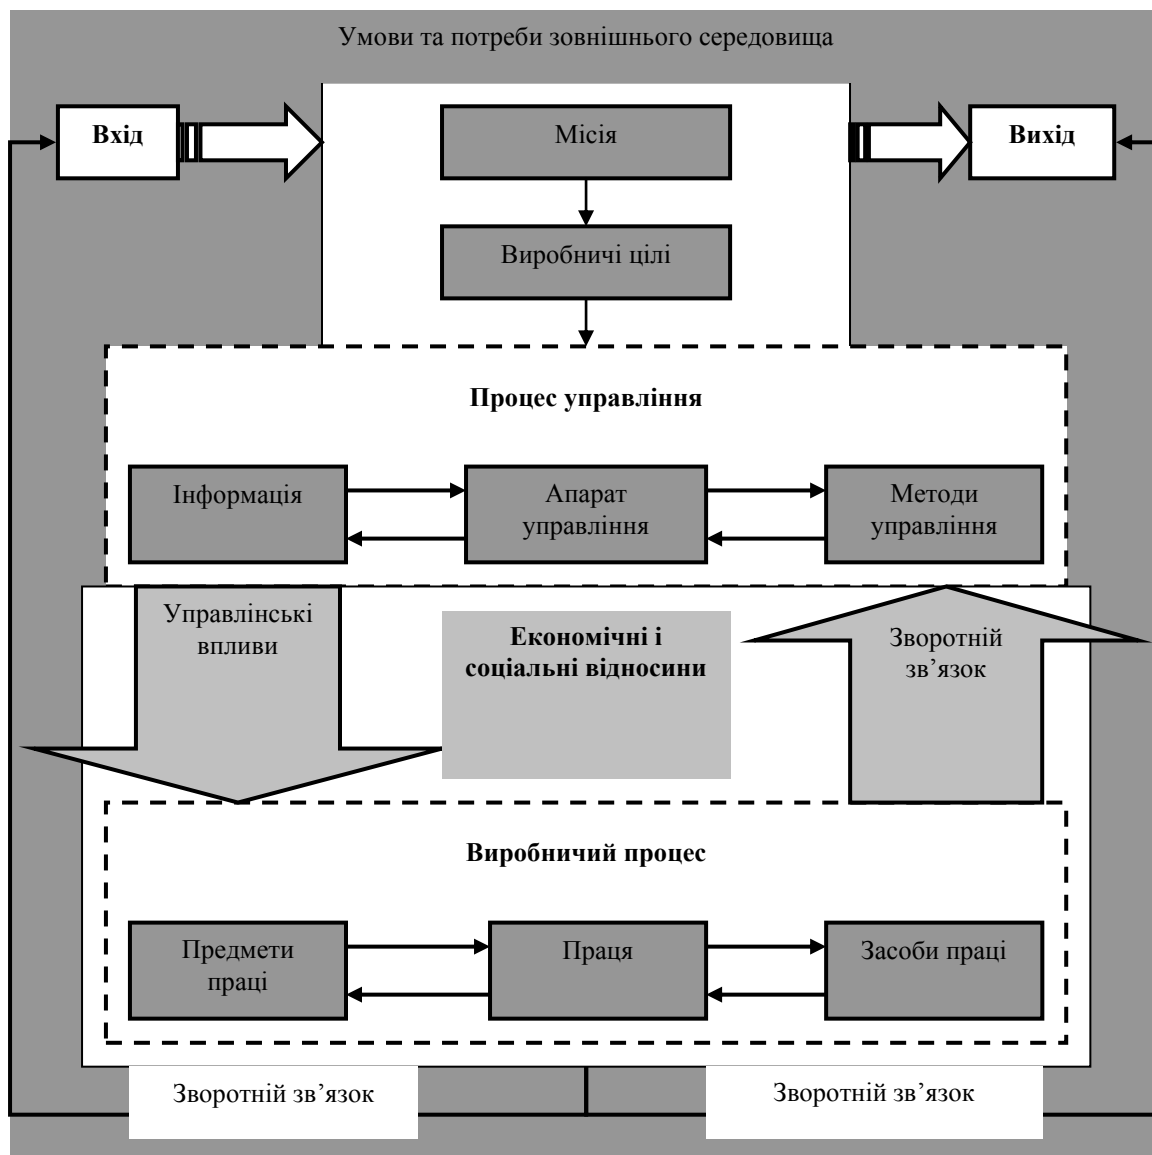 Умови та потреби зовнішнього середовища
Вхід
Місія
Вихід
Виробничі цілі
Процес управління
Інформація
Апарат
управління
Методи
управління
Управлінські
впливи
Економічні і
соціальні відносини
Зворотній
зв’язок
Виробничий процес
Предмети
праці
Праця
Засоби праці
Зворотній зв’язок
Зворотній зв’язок